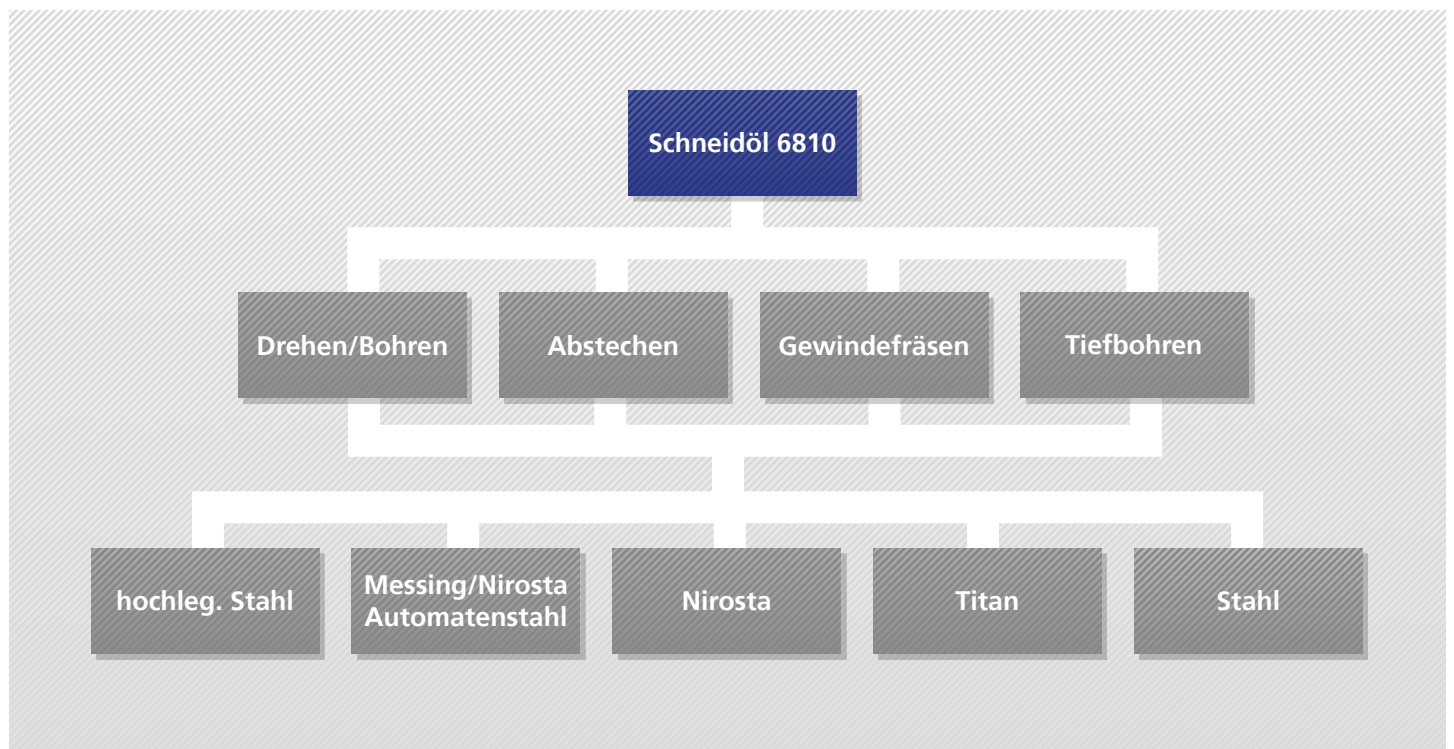 Schneidöl 6810
Drehen/Bohren
Abstechen
Gewindefräsen
Tiefbohren
hochleg. Stahl
Messing/Nirosta
Automatenstahl
Nirosta
Titan
Stahl